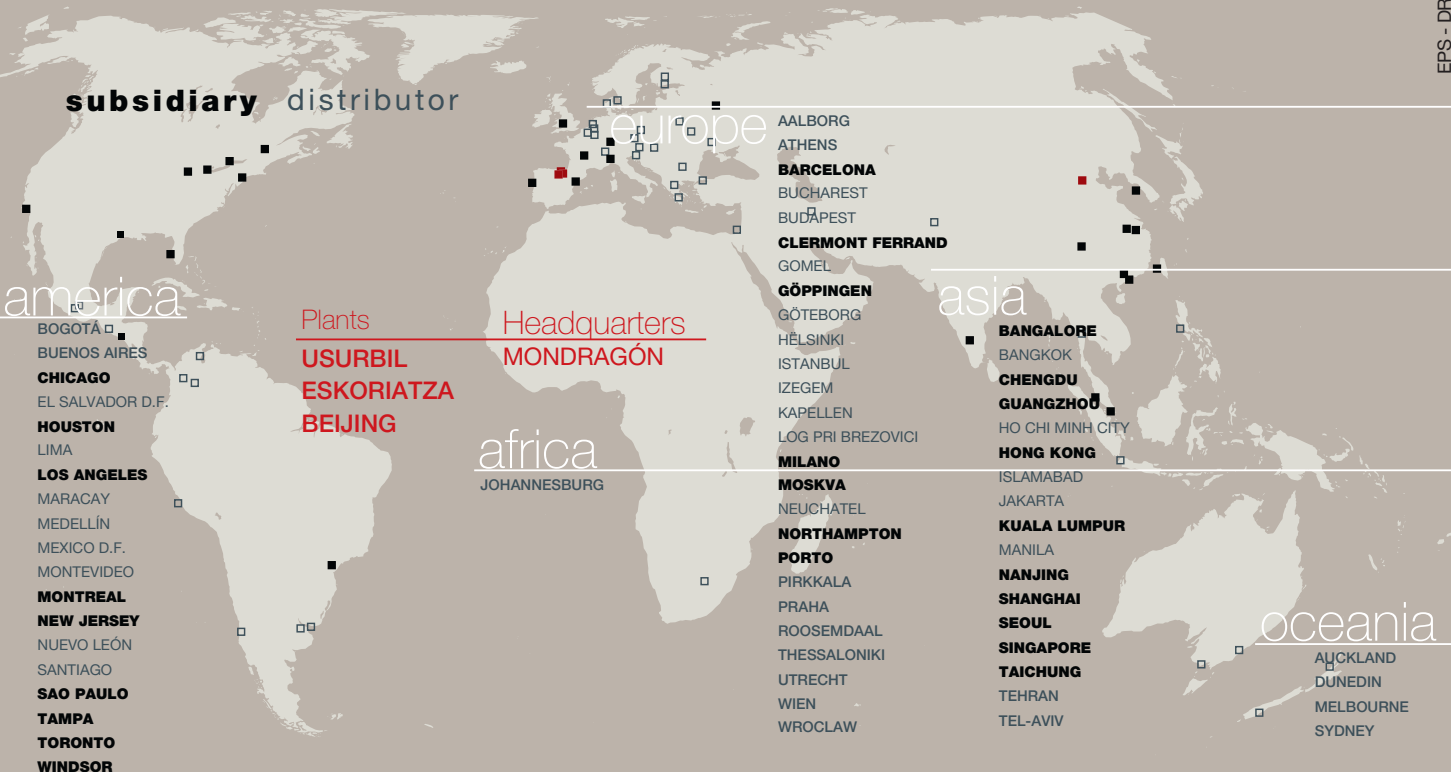 EPS - DR
subsidiary distributor
europe
AALBORG
ATHENS
BARCELONA
BUCHAREST
BUDAPEST
CLERMONT FERRAND
GOMEL
GÖPPINGEN
GÖTEBORG
HËLSINKI
ISTANBUL
IZEGEM
KAPELLEN
LOG PRI BREZOVICI
MILANO
MOSKVA
NEUCHATEL
NORTHAMPTON
PORTO
PIRKKALA
PRAHA
ROOSEMDAAL
THESSALONIKI
UTRECHT
WIEN
WROCLAW
america
BOGOTÁ
BUENOS AIRES
CHICAGO
EL SALVADOR D.F.
HOUSTON
LIMA
LOS ANGELES
MARACAY
MEDELLÍN
MEXICO D.F.
MONTEVIDEO
MONTREAL
NEW JERSEY
NUEVO LEÓN
SANTIAGO
SAO PAULO
TAMPA
TORONTO
WINDSOR
Plants
USURBIL
ESKORIATZA
BEIJING
Headquarters
MONDRAGÓN
africa
JOHANNESBURG
asia
BANGALORE
BANGKOK
CHENGDU
GUANGZHOU
HO CHI MINH CITY
HONG KONG
ISLAMABAD
JAKARTA
KUALA LUMPUR
MANILA
NANJING
SHANGHAI
SEOUL
SINGAPORE
TAICHUNG
TEHRAN
TEL-AVIV
oceania
AUCKLAND
DUNEDIN
MELBOURNE
SYDNEY